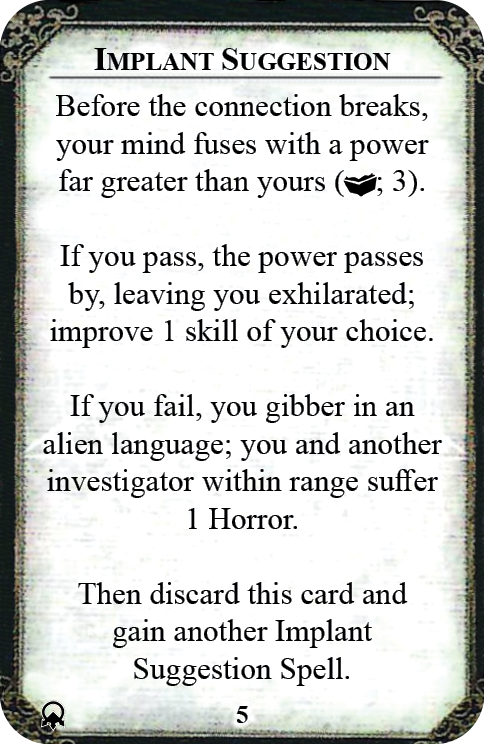 IMPLANT SUGGESTION
Before the connection breaks,
your mind fuses with a power
far greater than yours (; 3).
If you pass, the power passes
by, leaving you exhilarated;
improve 1 skill of your choice.
If you fail, you gibber in an
alien language; you and another
investigator within range suffer
1 Horror.
Then discard this card and
gain another Implant
Suggestion Spell.
5